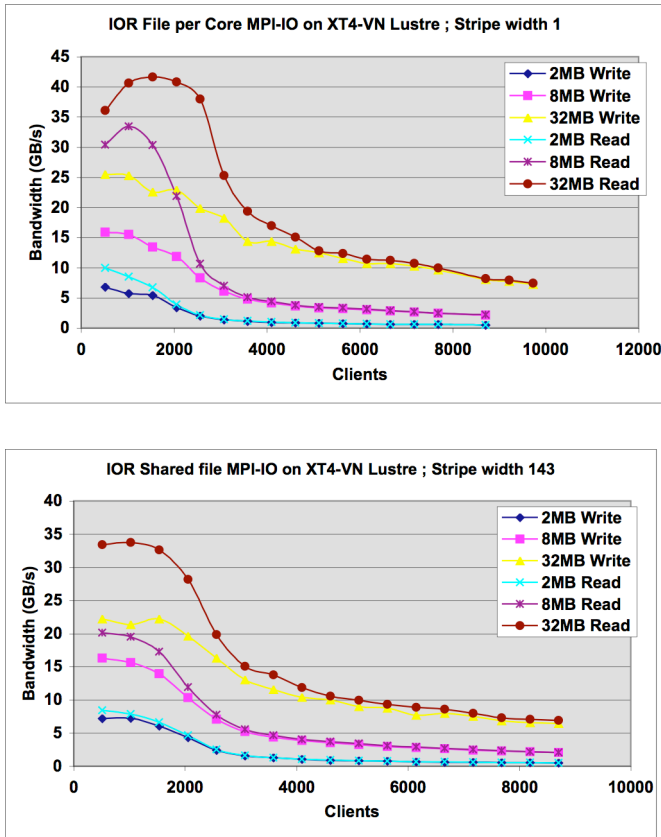 IOR File per Core MPI-IO on XT4-VN Lustre ; Stripe width 1
45
40
35
30
25
20
15
10
5
0
Bandwidth (GB/s)
2MB Write
8MB Write
32MB Write
2MB Read
8MB Read
32MB Read
0 2000 4000 6000 8000 10000 12000
Clients
IOR Shared file MPI-IO on XT4-VN Lustre ; Stripe width 143
40
35
30
25
20
15
10
5
0
Bandwidth (GB/s)
2MB Write
8MB Write
32MB Write
2MB Read
8MB Read
32MB Read
0 2000 4000 6000 8000 10000
Clients